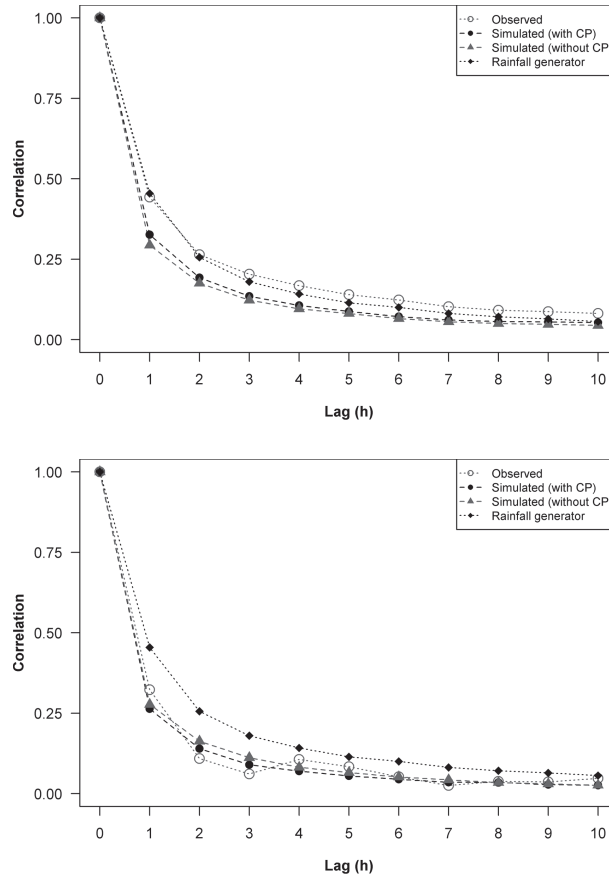 1.00
0.75
0.50
0.25
0.00
Correlation
Observed
Simulated (with CP)
Simulated (without CP
Rainfall generator
0 1 2 3 4 5 6 7 8 9 10
Lag (h)
1.00
0.75
0.50
0.25
0.00
Correlation
Observed
Simulated (with CP)
Simulated (without CP
Rainfall generator
0 1 2 3 4 5 6 7 8 9 10
Lag (h)